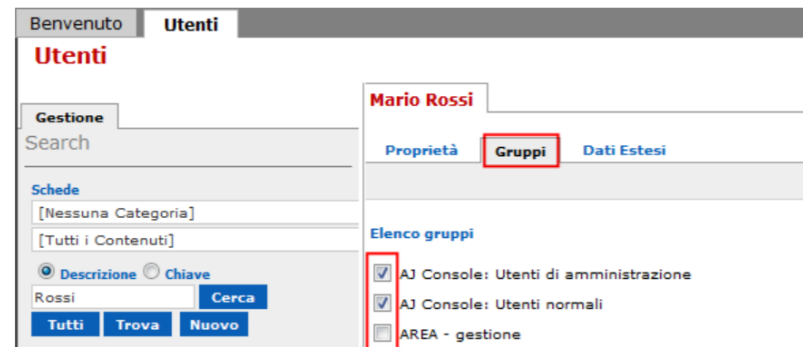 Benvenuto Utenti
Utenti
Gestione
Search
Schede
[Nessuna Categoria]
[Tutti i Contenuti]
Descrizione Chiave
Rossi Cerca
Tutti Trova Nuovo
Mario Rossi
Proprietà Gruppi Dati Estesi
Elenco gruppi
AJ Console: Utenti di amministrazione
AJ Console: Utenti normali
AREA - gestione